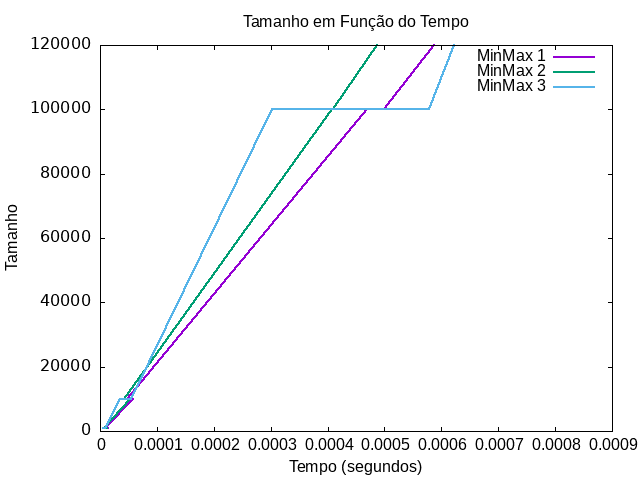 Tamanho em Função do Tempo
120000
100000
80000
60000
40000
20000
0
Tamanho
MinMax 1
MinMax 2
MinMax 3
0 0.0001 0.0002 0.0003 0.0004 0.0005 0.0006 0.0007 0.0008 0.0009
Tempo (segundos)